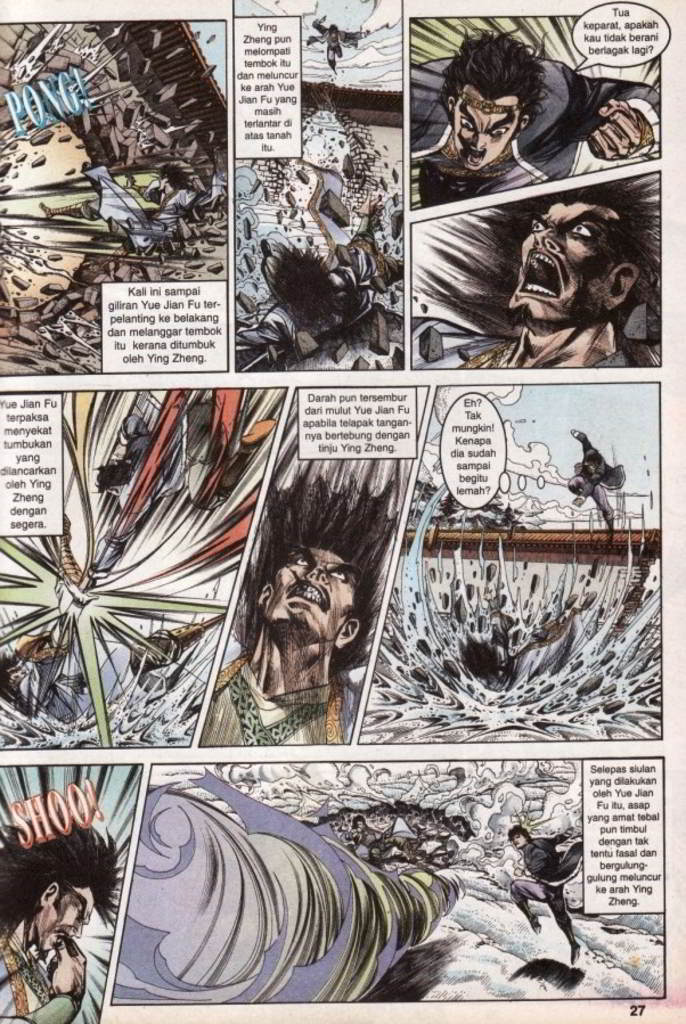 PONG!
Kali ini sampai
giliran Yue Jian Fu ter-
pelanting ke belakang
dan melanggar tembok
itu kerana ditumbuk
oleh Ying Zheng.
Ying
Zheng pun
melompati
tembok itu
dan meluncur
ke arah Yue
Jian Fu yang
masih
terlantar di
atas tanah
itu.
Tua
keparat, apakah
kau tidak berani
berlagak lagi?
Yue Jian Fu
terpaksa
menyekat
tumbukan
yang
dilancarkan
oleh Ying
Zheng
dengan
segera.
Darah pun tersembur
dari mulut Yue Jian Fu
apabila telapak tangan-
nya bertebung dengan
tinju Ying Zheng.
Eh?
Tak
mungkin!
Kenapa
dia sudah
sampai
begitu
lemah?
SHOO!
Selepas siulan
yang dilakukan
oleh Yue Jian
Fu itu, asap
yang amat tebal
pun timbul
dengan tak
tentu fasal dan
bergulung-
gulung meluncur
ke arah Ying
Zheng.
27